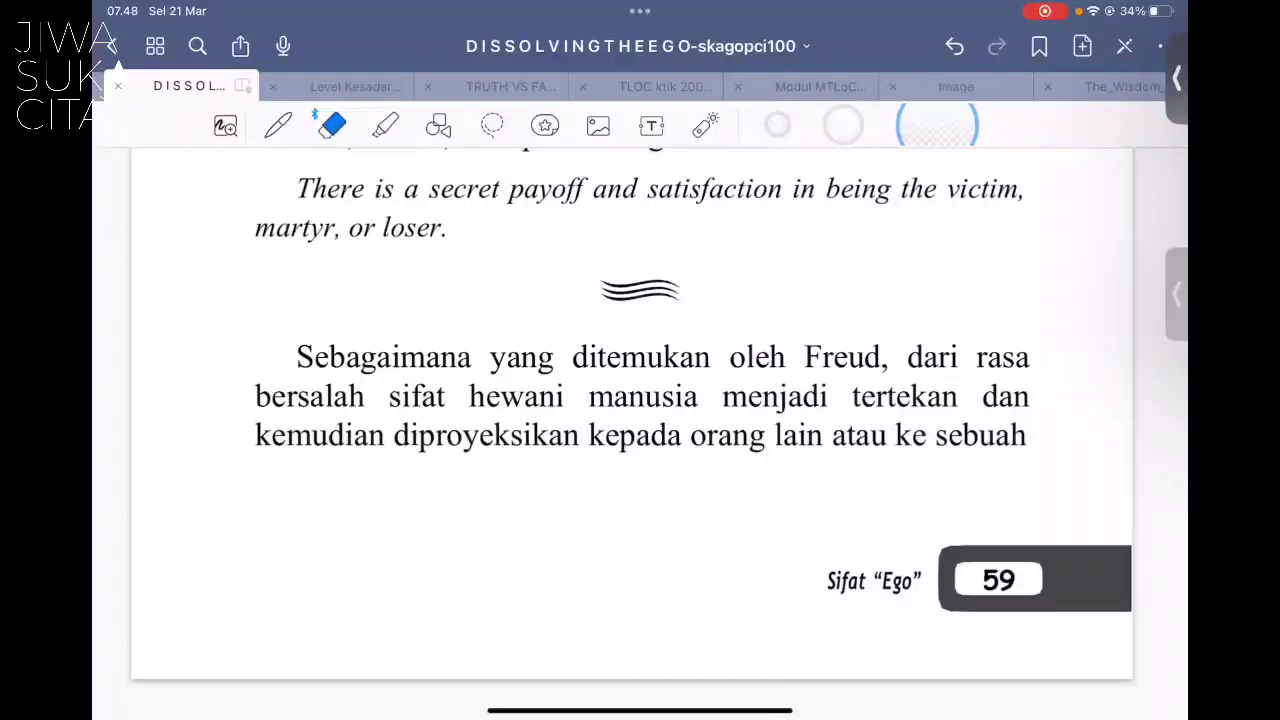 07.48 Sel 21 Mar
34%
JIWA
SUK
CITA
DISSOLVINGTHEEGO-skagopci100
DISSOL...
Level Kesadar...
TRUTH VS FA...
TLOC ktik 200...
Modul MTLoC...
Image
The_Wisdom_
There is a secret payoff and satisfaction in being the victim,
martyr, or loser.
Sebagaimana yang ditemukan oleh Freud, dari rasa
bersalah sifat hewani manusia menjadi tertekan dan
kemudian diproyeksikan kepada orang lain atau ke sebuah
Sifat “Ego” 59